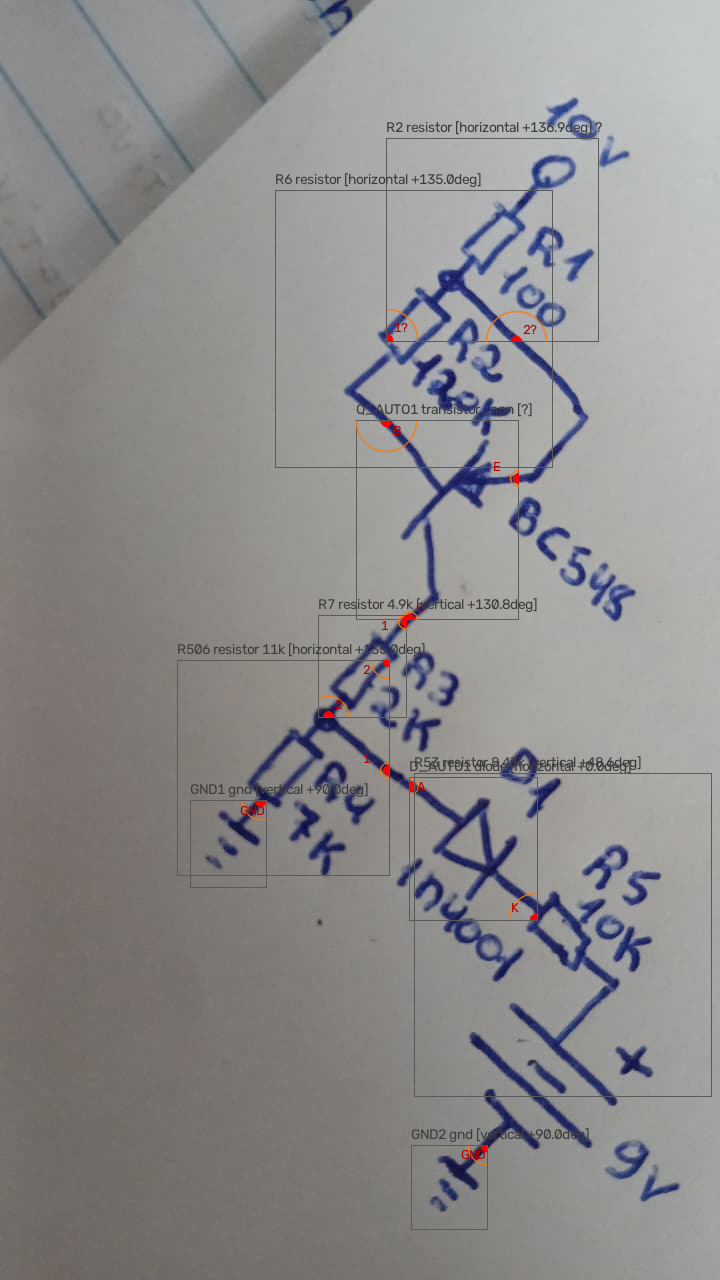 10V
R2 resistor [horizontal +136.9deg] ?
R6 resistor [horizontal +135.0deg]
R1
100
1?
2?
R2
120K
Q_AUTO1 transistor
[?]
B
E
BC548
R7 resistor 4.9k [vertical +130.8deg]
1
R506 resistor 11k [horizontal
2
R3
2K
2
1
D_AUTO1 diode [horizontal +0.0deg]
A
D1
GND1 gnd [vertical +90.0deg]
GND
R4
7K
1n4001
K
R5
10K
+
GND2 gnd [vertical +90.0deg]
GND
9V